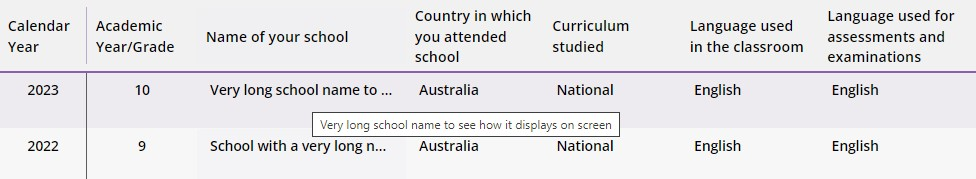 Calendar Year
Academic Year/Grade
Name of your school
Country in which you attended school
Curriculum studied
Language used in the classroom
Language used for assessments and examinations
2023 10 Very long school name to ... Australia National English English
Very long school name to see how it displays on screen
2022 9 School with a very long n... Australia National English English